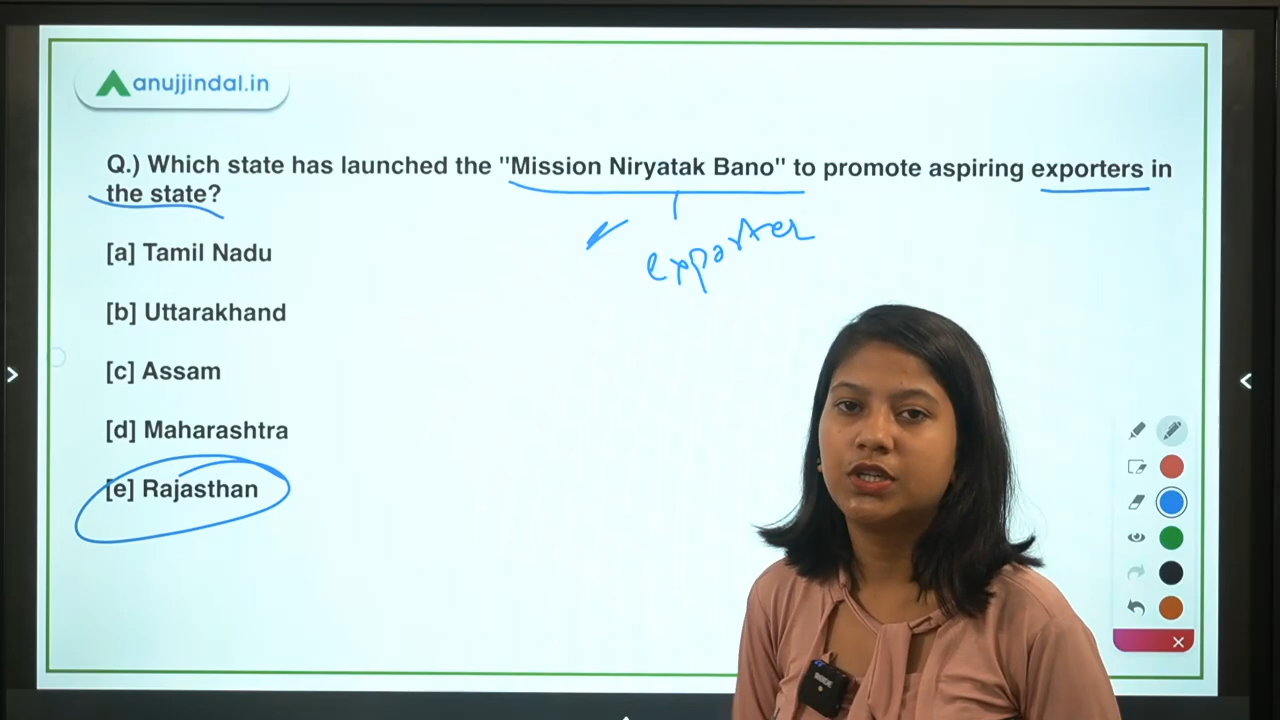 anujjindal.in
Q.) Which state has launched the "Mission Niryatak Bano" to promote aspiring exporters in
the state?
exporter
[a] Tamil Nadu
[b] Uttarakhand
[c] Assam
[d] Maharashtra
[e] Rajasthan